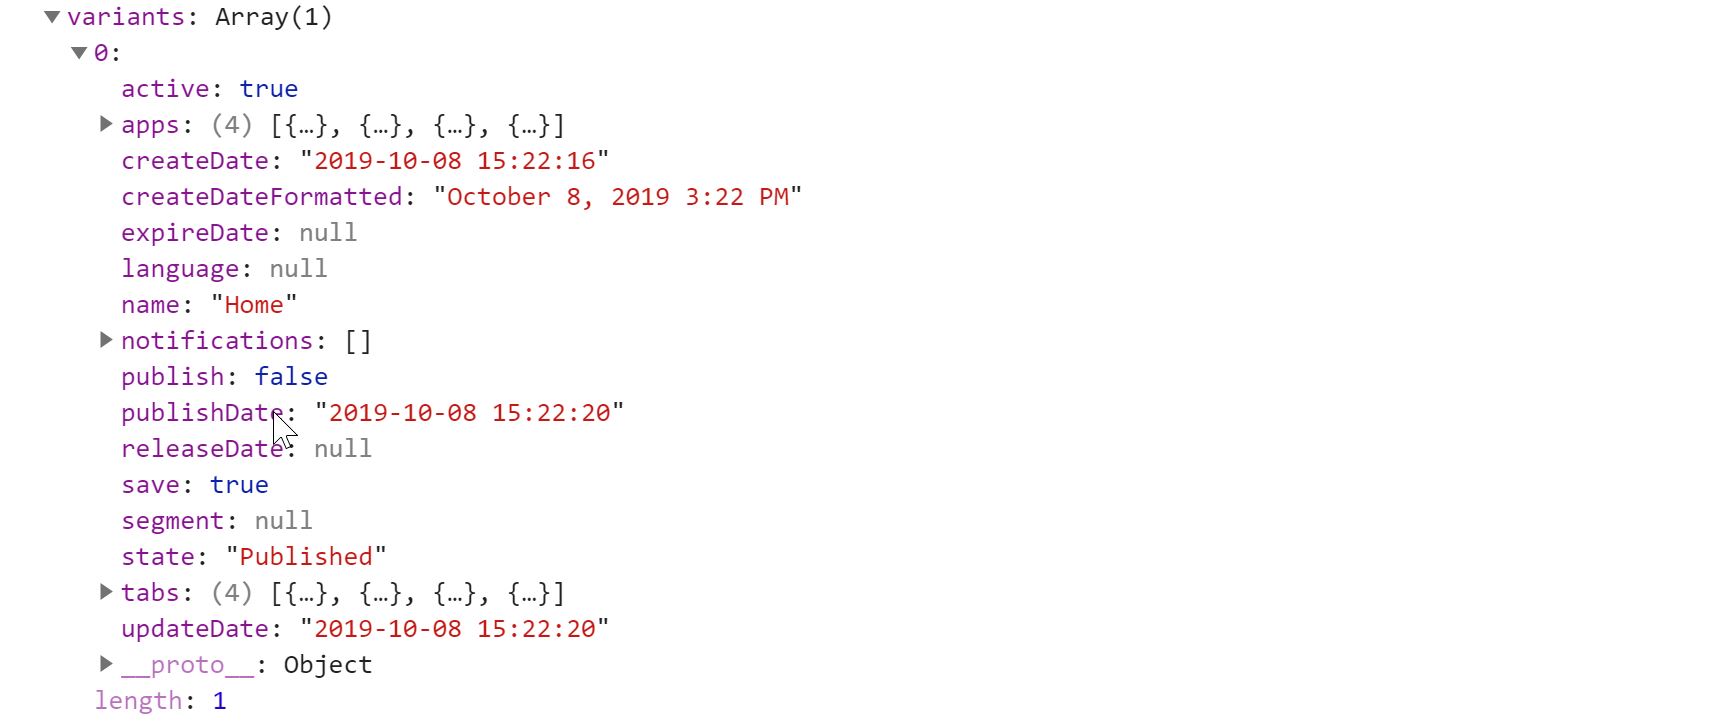 variants: Array(1)
0:
active: true
apps: (4) [{…}, {…}, {…}, {…}]
createDate: "2019-10-08 15:22:16"
createDateFormatted: "October 8, 2019 3:22 PM"
expireDate: null
language: null
name: "Home"
notifications: []
publish: false
publishDate: "2019-10-08 15:22:20"
releaseDate: null
save: true
segment: null
state: "Published"
tabs: (4) [{…}, {…}, {…}, {…}]
updateDate: "2019-10-08 15:22:20"
__proto__: Object
length: 1